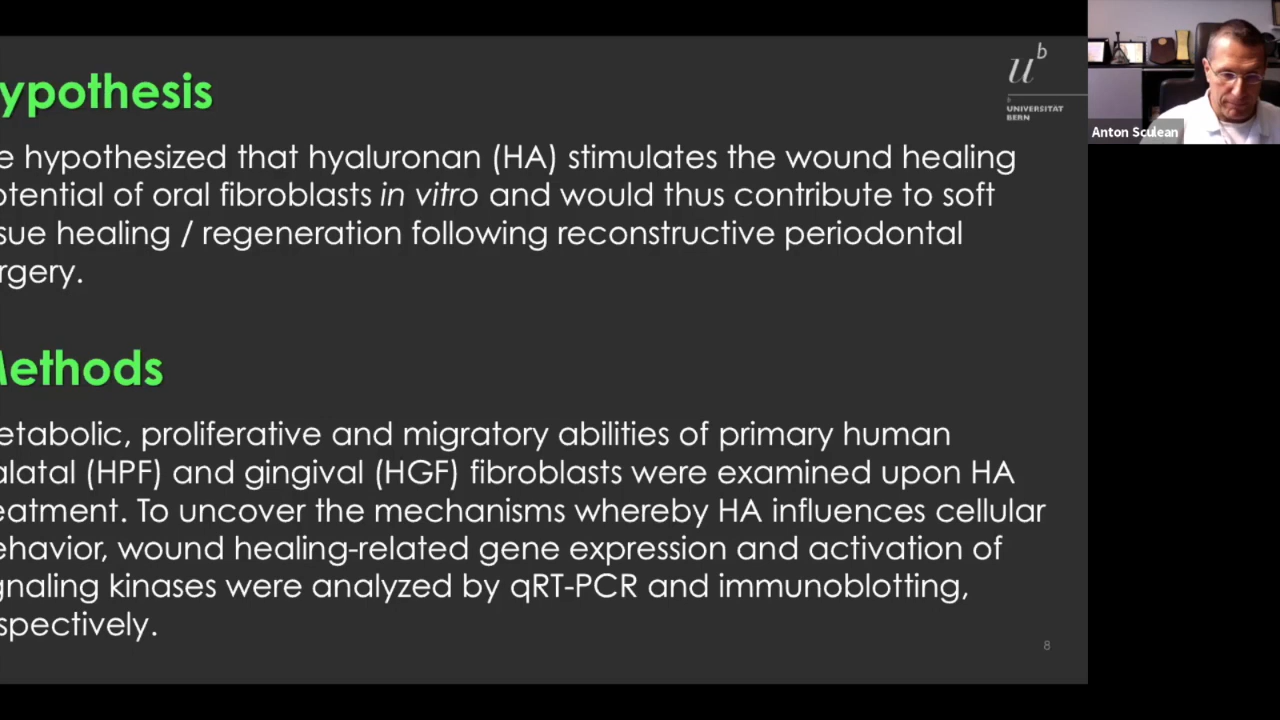 ypothesis
e hypothesized that hyaluronan (HA) stimulates the wound healing
otential of oral fibroblasts in vitro and would thus contribute to soft
sue healing / regeneration following reconstructive periodontal
rgery.
Methods
etabolic, proliferative and migratory abilities of primary human
alatal (HPF) and gingival (HGF) fibroblasts were examined upon HA
eatment. To uncover the mechanisms whereby HA influences cellular
ehavior, wound healing-related gene expression and activation of
gnaling kinases were analyzed by qRT-PCR and immunoblotting,
spectively.
8
u b
b
UNIVERSITAT
BERN
Anton Sculean